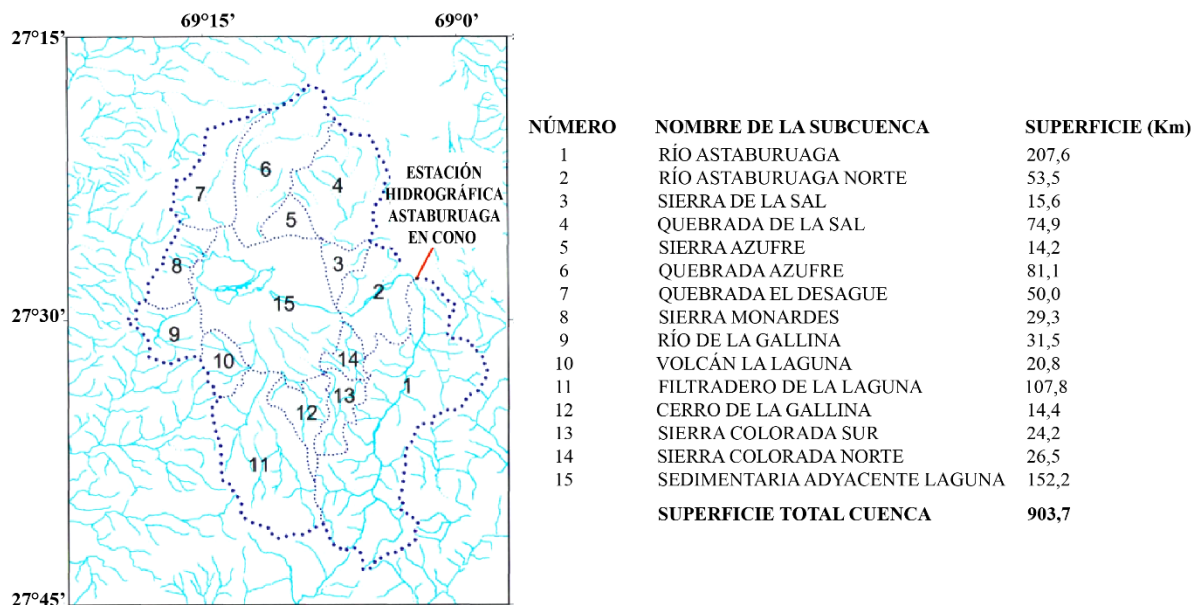 69°15’ 69°0’
27°15’
27°30’
27°45’
6
7
4
5
3
8
2
15
9
10
14
1
13
12
11
ESTACIÓN
HIDROGRÁFICA
ASTABURUAGA
EN CONO
NÚMERO NOMBRE DE LA SUBCUENCA SUPERFICIE (Km)
1 RÍO ASTABURUAGA 207,6
2 RÍO ASTABURUAGA NORTE 53,5
3 SIERRA DE LA SAL 15,6
4 QUEBRADA DE LA SAL 74,9
5 SIERRA AZUFRE 14,2
6 QUEBRADA AZUFRE 81,1
7 QUEBRADA EL DESAGUE 50,0
8 SIERRA MONARDES 29,3
9 RÍO DE LA GALLINA 31,5
10 VOLCÁN LA LAGUNA 20,8
11 FILTRADERO DE LA LAGUNA 107,8
12 CERRO DE LA GALLINA 14,4
13 SIERRA COLORADA SUR 24,2
14 SIERRA COLORADA NORTE 26,5
15 SEDIMENTARIA ADYACENTE LAGUNA 152,2
SUPERFICIE TOTAL CUENCA 903,7